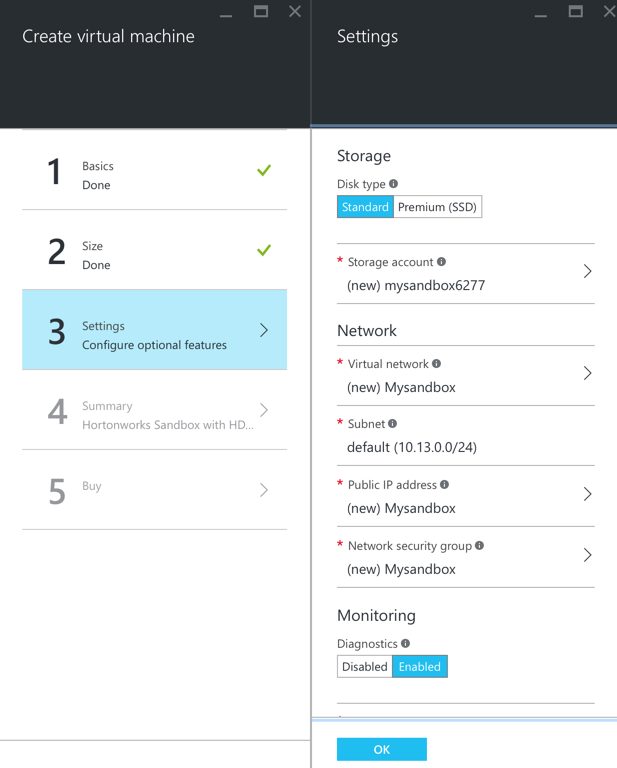 Create virtual machine
1
Basics
Done
2
Size
Done
3
Settings
Configure optional features
4
Summary
Hortonworks Sandbox with HD...
5
Buy
Settings
Storage
Disk type
Standard Premium (SSD)
* Storage account
(new) mysandbox6277
Network
* Virtual network
(new) Mysandbox
* Subnet
default (10.13.0.0/24)
* Public IP address
(new) Mysandbox
* Network security group
(new) Mysandbox
Monitoring
Diagnostics
Disabled Enabled
OK